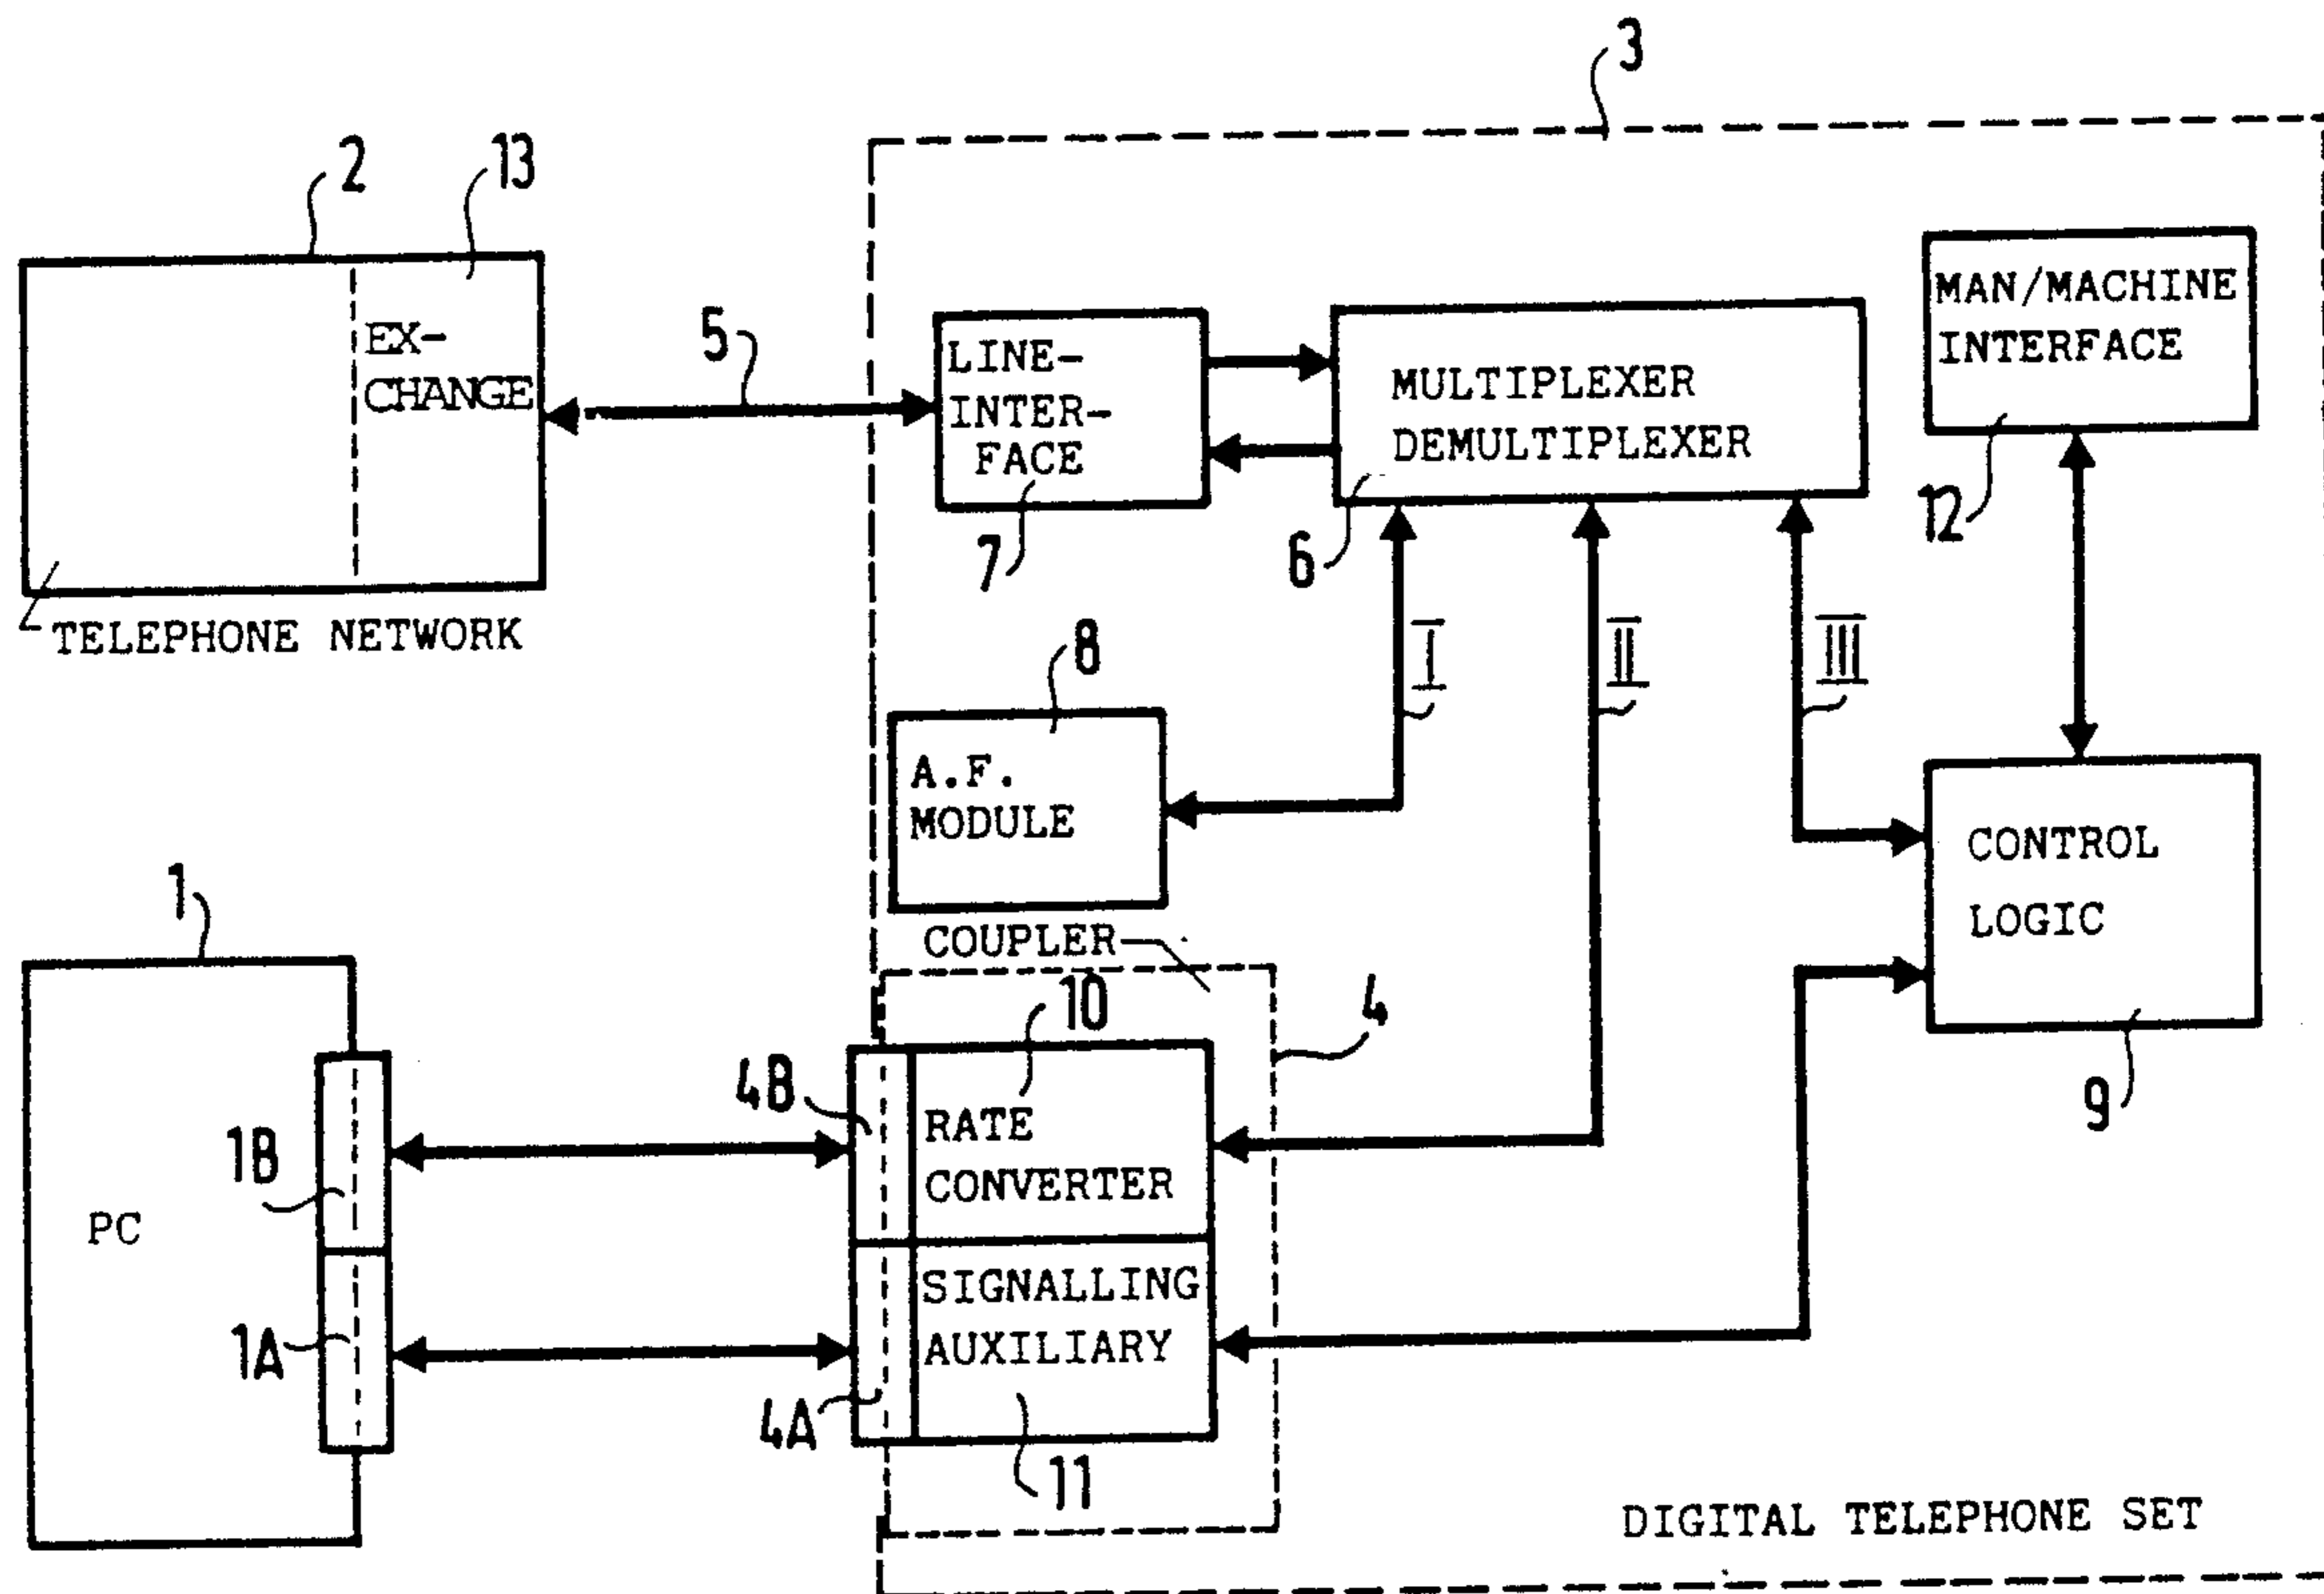 3
2
13
EX-
CHANGE
5
LINE-
INTER-
FACE
7
MULTIPLEXER
DEMULTIPLEXER
6
MAN/MACHINE
INTERFACE
12
TELEPHONE NETWORK
I
II
III
8
A.F.
MODULE
CONTROL
LOGIC
9
1
PC
1B
1A
COUPLER
4
10
4B
RATE
CONVERTER
SIGNALLING
AUXILIARY
4A
11
DIGITAL TELEPHONE SET